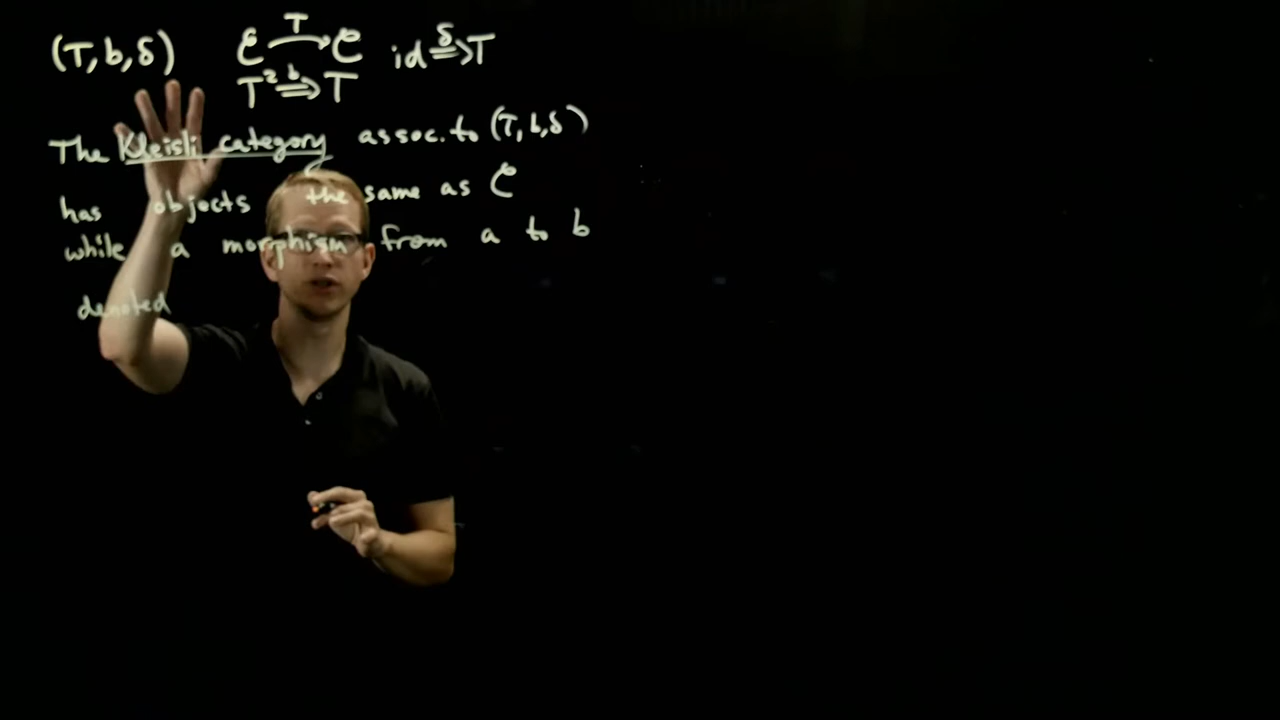 (T, b, δ) C T→ C id δ⇒ T
T² b⇒ T
The Kleisli category assoc. to (T, b, δ)
has objects the same as C
while a morphism from a to b
denoted